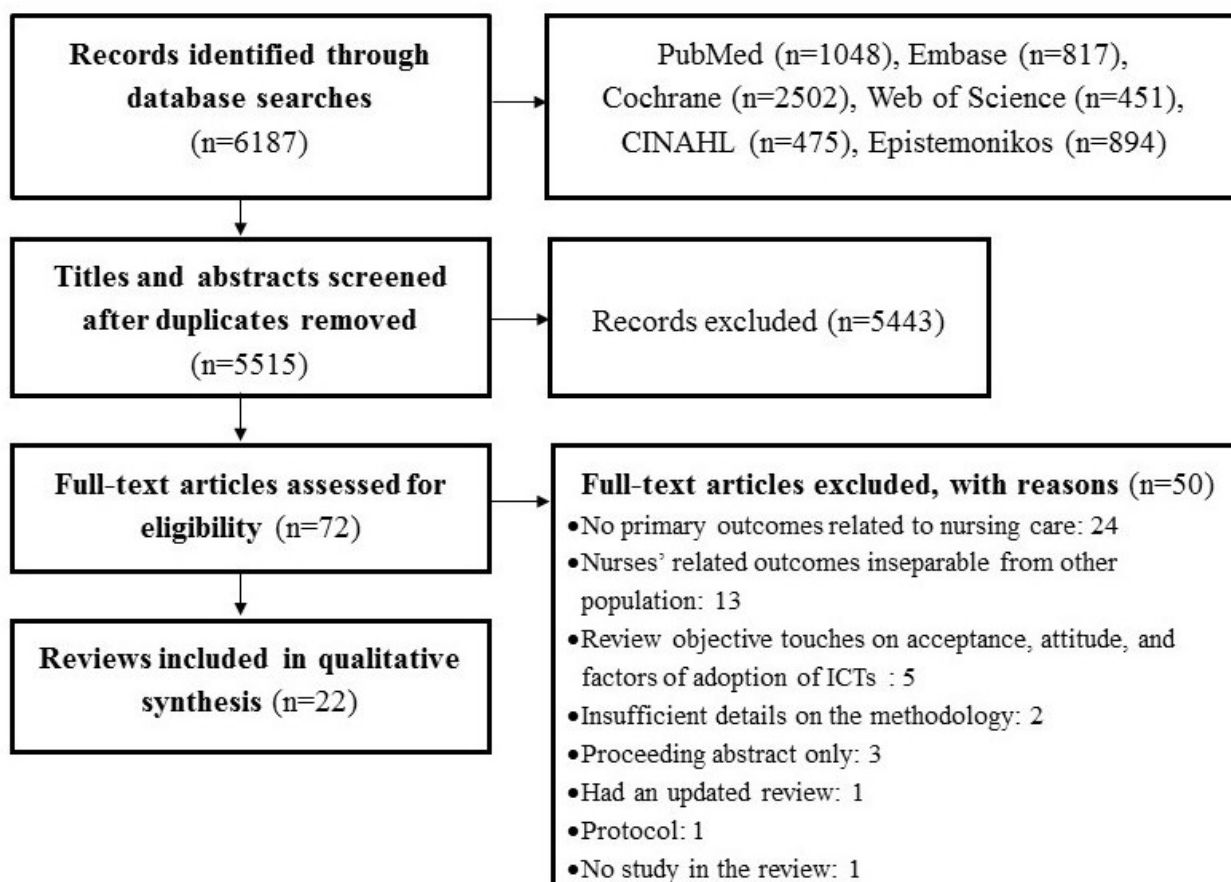 Records identified through
database searches
(n=6187)
PubMed (n=1048), Embase (n=817),
Cochrane (n=2502), Web of Science (n=451),
CINAHL (n=475), Epistemonikos (n=894)
Titles and abstracts screened
after duplicates removed
(n=5515)
Records excluded (n=5443)
Full-text articles assessed for
eligibility (n=72)
Full-text articles excluded, with reasons (n=50)
•No primary outcomes related to nursing care: 24
•Nurses’ related outcomes inseparable from other
population: 13
•Review objective touches on acceptance, attitude, and
factors of adoption of ICTs : 5
•Insufficient details on the methodology: 2
•Proceeding abstract only: 3
•Had an updated review: 1
•Protocol: 1
•No study in the review: 1
Reviews included in qualitative
synthesis (n=22)